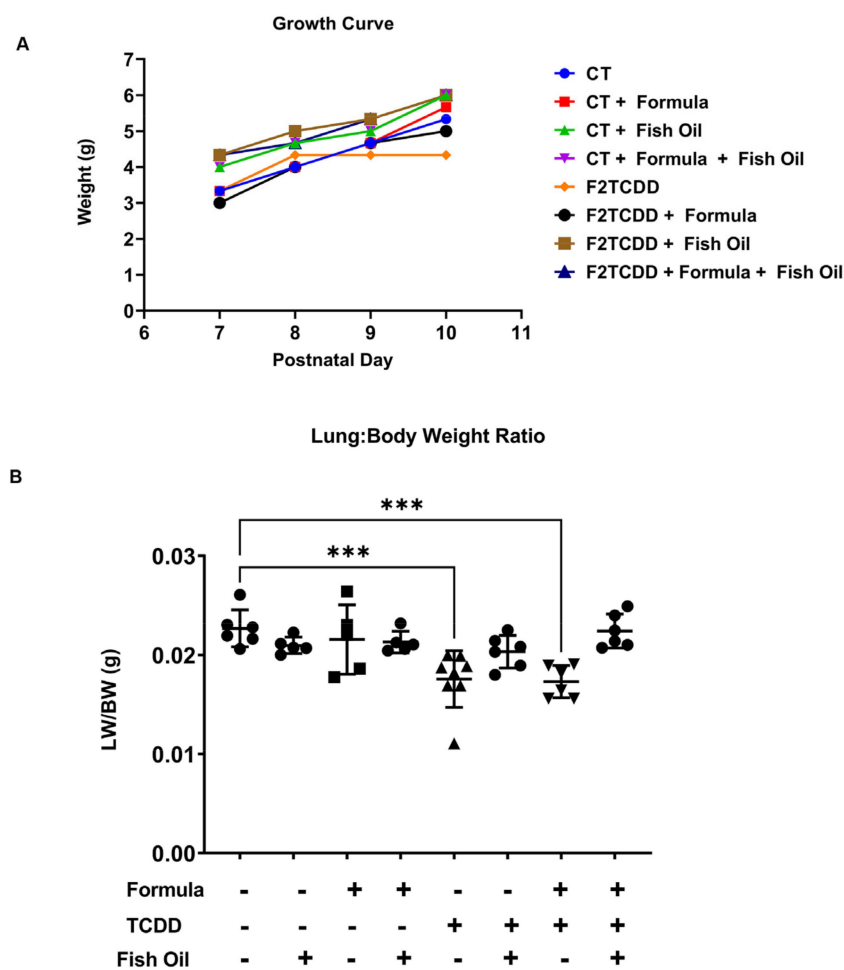 Growth Curve
A
7
6
5
4
3
2
1
0
Weight (g)
6 7 8 9 10 11
Postnatal Day
CT
CT + Formula
CT + Fish Oil
CT + Formula + Fish Oil
F2TCDD
F2TCDD + Formula
F2TCDD + Fish Oil
F2TCDD + Formula + Fish Oil
Lung:Body Weight Ratio
B
***
***
0.03
0.02
0.01
0.00
LW/BW (g)
Formula - - + + - - + +
TCDD - - - - + + + +
Fish Oil - + - + - + - +